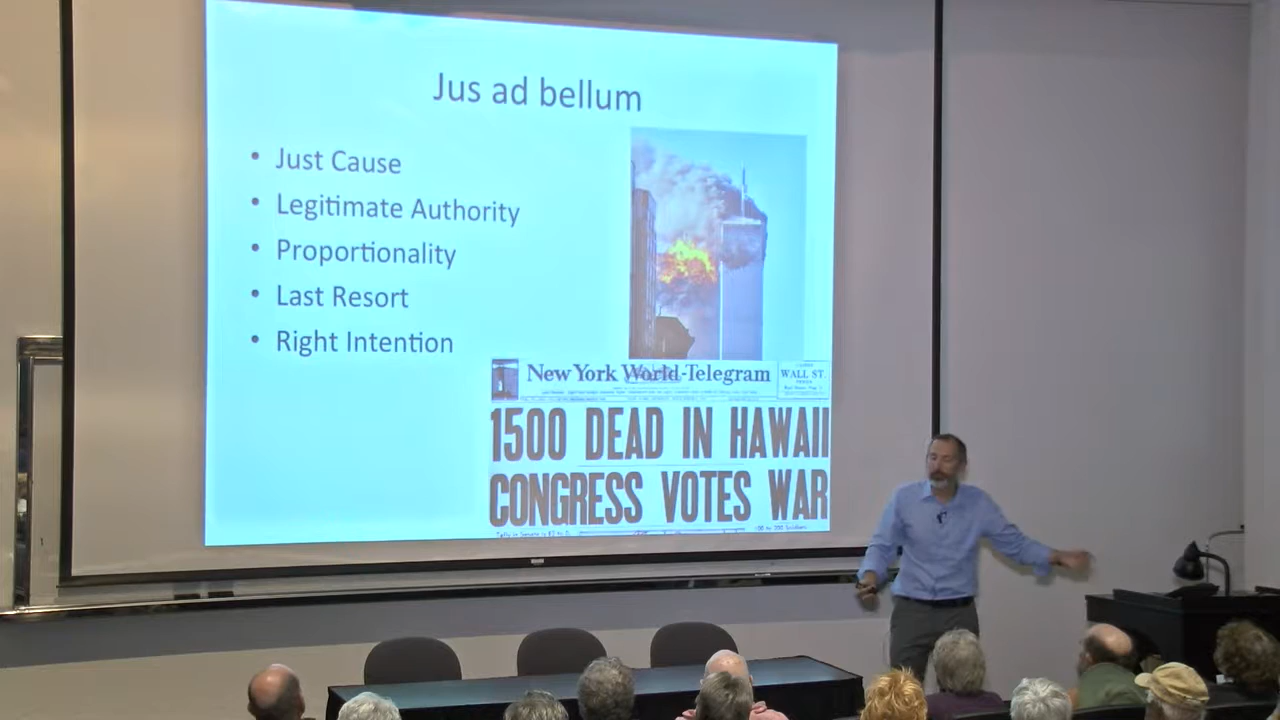 Jus ad bellum
• Just Cause
• Legitimate Authority
• Proportionality
• Last Resort
• Right Intention
New York World-Telegram
WALL ST.
1500 DEAD IN HAWAII
CONGRESS VOTES WAR